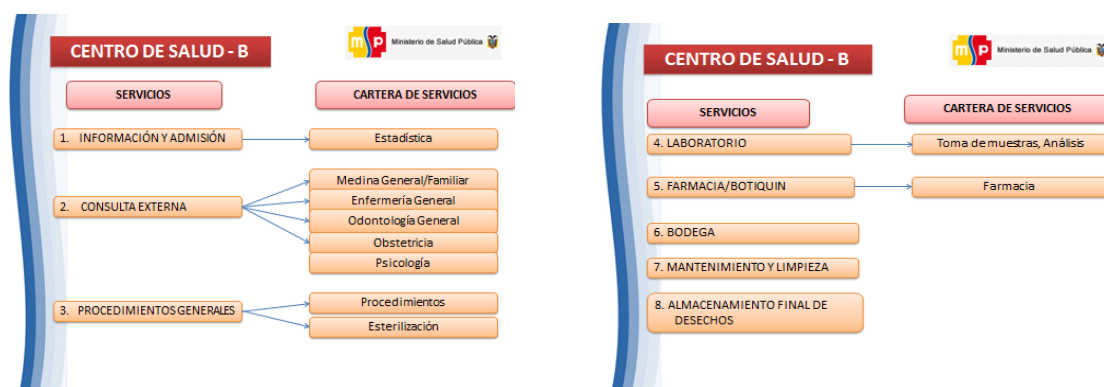 CENTRO DE SALUD - B
msp Ministerio de Salud Pública
SERVICIOS
CARTERA DE SERVICIOS
1. INFORMACIÓN Y ADMISIÓN
Estadística
2. CONSULTA EXTERNA
Medina General/Familiar
Enfermería General
Odontología General
Obstetricia
Psicología
3. PROCEDIMIENTOS GENERALES
Procedimientos
Esterilización
CENTRO DE SALUD - B
msp Ministerio de Salud Pública
SERVICIOS
CARTERA DE SERVICIOS
4. LABORATORIO
Toma de muestras, Análisis
5. FARMACIA/BOTIQUIN
Farmacia
6. BODEGA
7. MANTENIMIENTO Y LIMPIEZA
8. ALMACENAMIENTO FINAL DE
DESECHOS